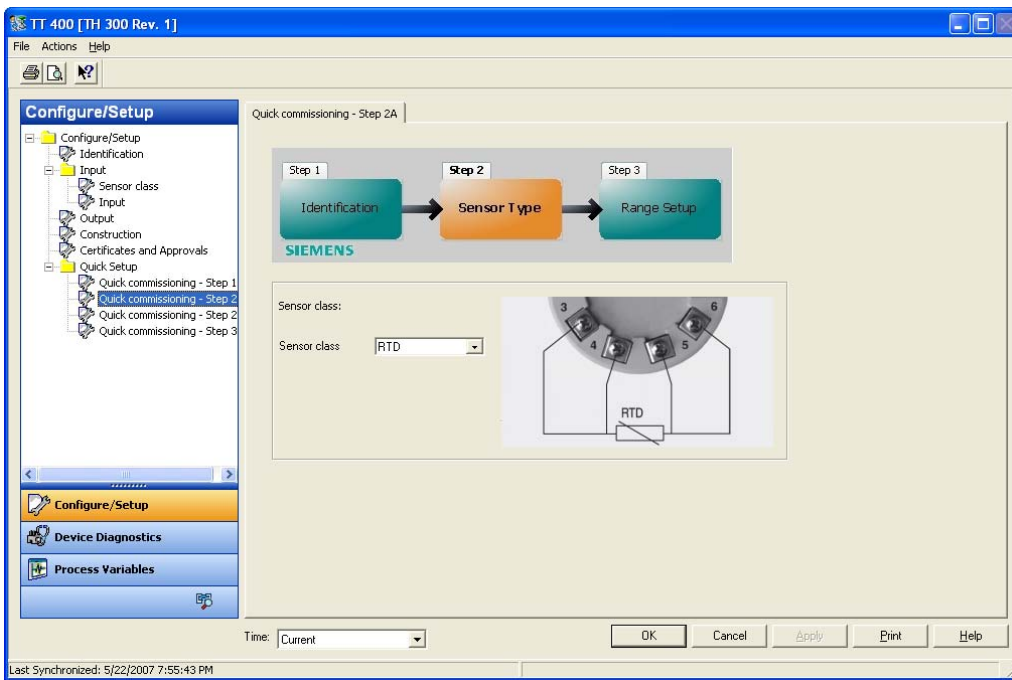 TT 400 [TH 300 Rev. 1]
File Actions Help
Configure/Setup
Configure/Setup
Identification
Input
Sensor class
Input
Output
Construction
Certificates and Approvals
Quick Setup
Quick commissioning - Step 1
Quick commissioning - Step 2
Quick commissioning - Step 2
Quick commissioning - Step 3
Configure/Setup
Device Diagnostics
Process Variables
Quick commissioning - Step 2A
Step 1
Step 2
Step 3
Identification
Sensor Type
Range Setup
SIEMENS
Sensor class:
Sensor class RTD
3
4
5
6
RTD
Time: Current
OK Cancel Apply Print Help
Last Synchronized: 5/22/2007 7:55:43 PM